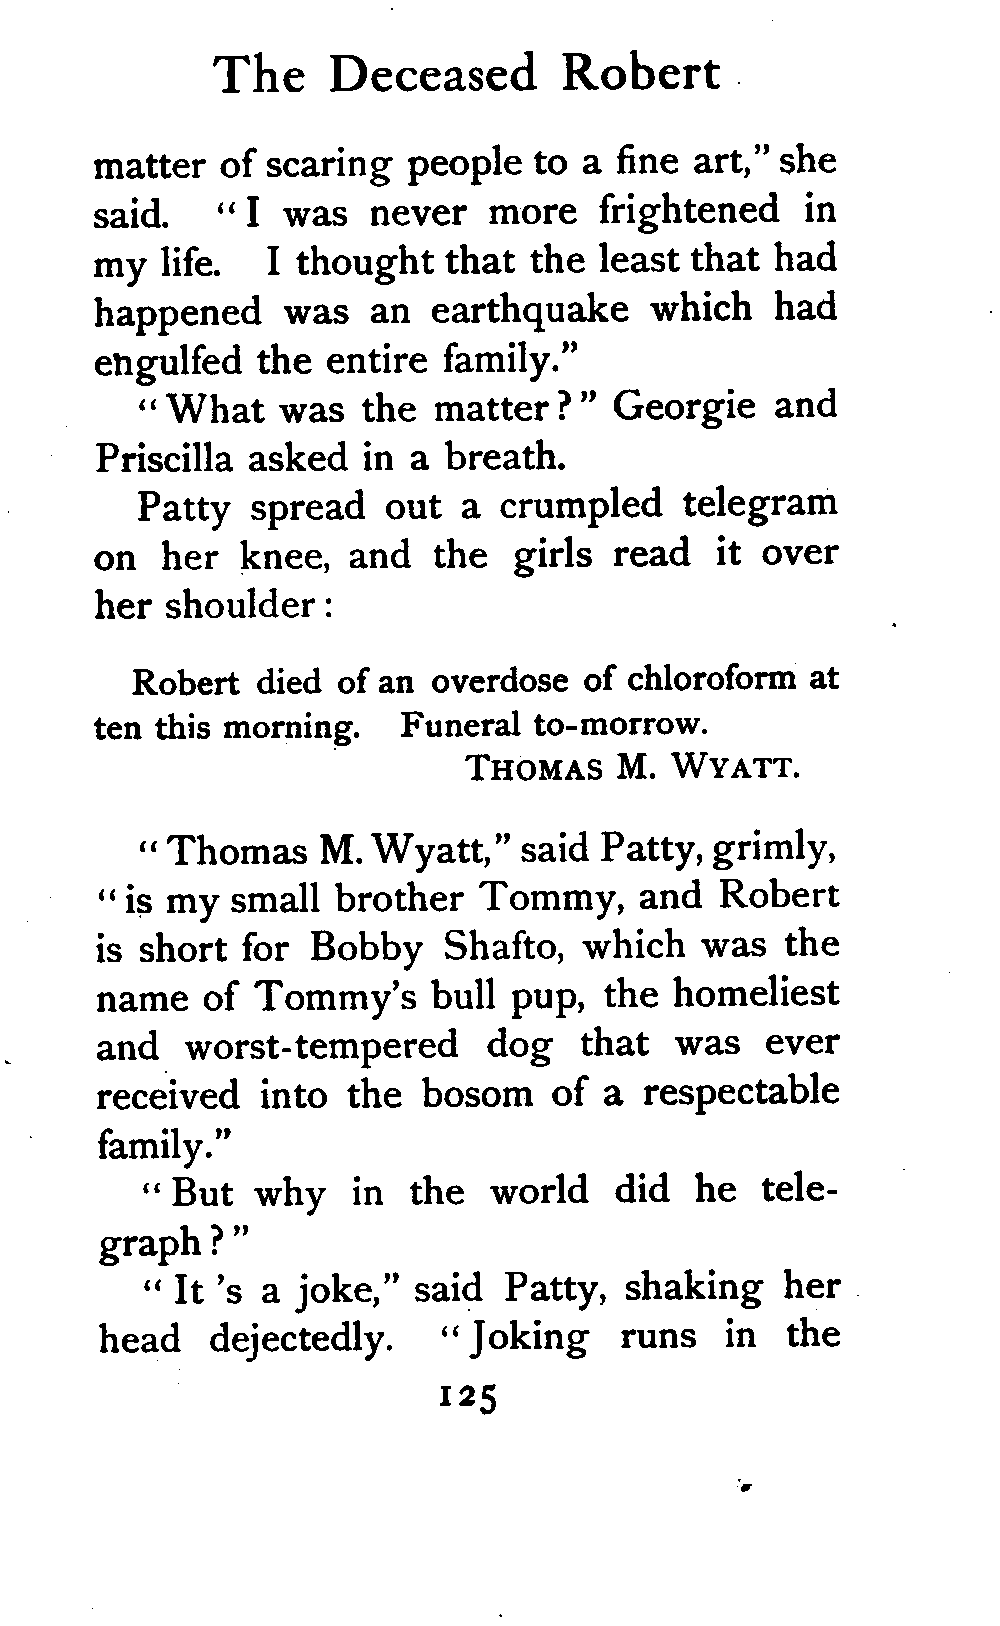 The Deceased Robert
matter of scaring people to a fine art," she
said. "I was never more frightened in
my life. I thought that the least that had
happened was an earthquake which had
engulfed the entire family."
"What was the matter?" Georgie and
Priscilla asked in a breath.
Patty spread out a crumpled telegram
on her knee, and the girls read it over
her shoulder:
Robert died of an overdose of chloroform at
ten this morning. Funeral to-morrow.
THOMAS M. WYATT.
"Thomas M. Wyatt," said Patty, grimly,
"is my small brother Tommy, and Robert
is short for Bobby Shafto, which was the
name of Tommy's bull pup, the homeliest
and worst-tempered dog that was ever
received into the bosom of a respectable
family."
"But why in the world did he tele-
graph?"
"It 's a joke," said Patty, shaking her
head dejectedly. "Joking runs in the
125